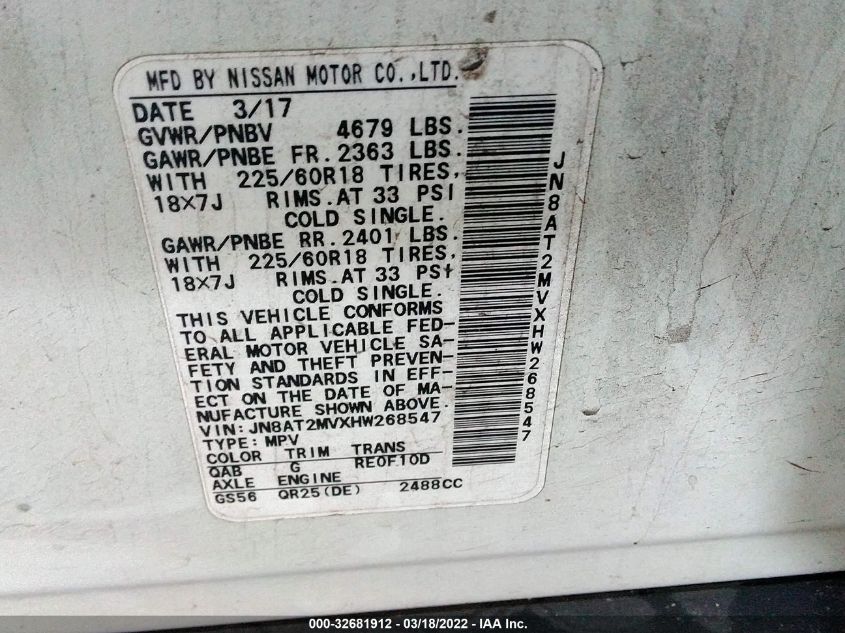 MFD BY NISSAN MOTOR CO.,LTD.
DATE 3/17
GVWR/PNBV 4679 LBS.
GAWR/PNBE FR. 2363 LBS.
WITH 225/60R18 TIRES,
18X7J RIMS.AT 33 PSI
COLD SINGLE.
GAWR/PNBE RR. 2401 LBS.
WITH 225/60R18 TIRES,
18X7J RIMS.AT 33 PSI
COLD SINGLE.
THIS VEHICLE CONFORMS
TO ALL APPLICABLE FED-
ERAL MOTOR VEHICLE SA-
FETY AND THEFT PREVEN-
TION STANDARDS IN EFF-
ECT ON THE DATE OF MA-
NUFACTURE SHOWN ABOVE.
VIN:JN8AT2MVXHW268547
TYPE:MPV
COLOR TRIM TRANS
QAB G RE0F10D
AXLE ENGINE
GS56 QR25(DE) 2488CC
JN8AT2MVXHW268547
000-32681912 - 03/18/2022 - IAA Inc.